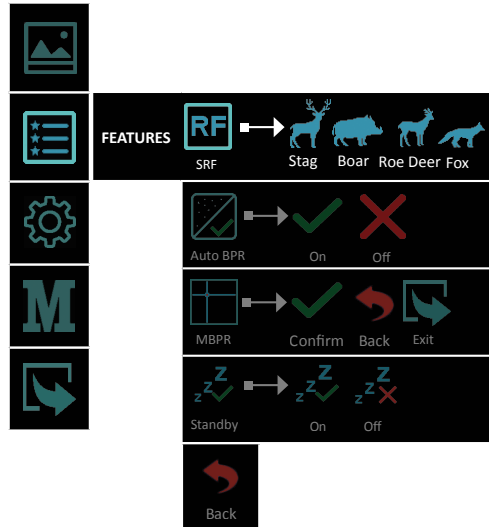 FEATURES
RF
SRF
Stag Boar Roe Deer Fox
Auto BPR On Off
M
MBPR Confirm Back Exit
z z Z z z Z z z Z
Standby On Off
Back